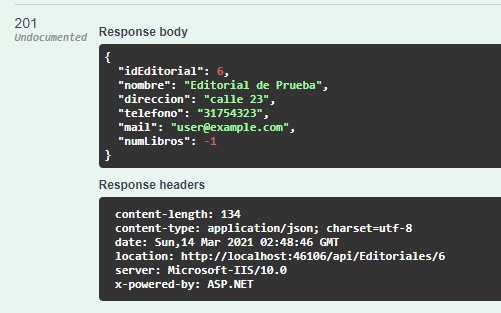 201
Undocumented
Response body
{
  "idEditorial": 6,
  "nombre": "Editorial de Prueba",
  "direccion": "calle 23",
  "telefono": "31754323",
  "mail": "user@example.com",
  "numLibros": -1
}
Response headers
content-length: 134
content-type: application/json; charset=utf-8
date: Sun,14 Mar 2021 02:48:46 GMT
location: http://localhost:46106/api/Editoriales/6
server: Microsoft-IIS/10.0
x-powered-by: ASP.NET